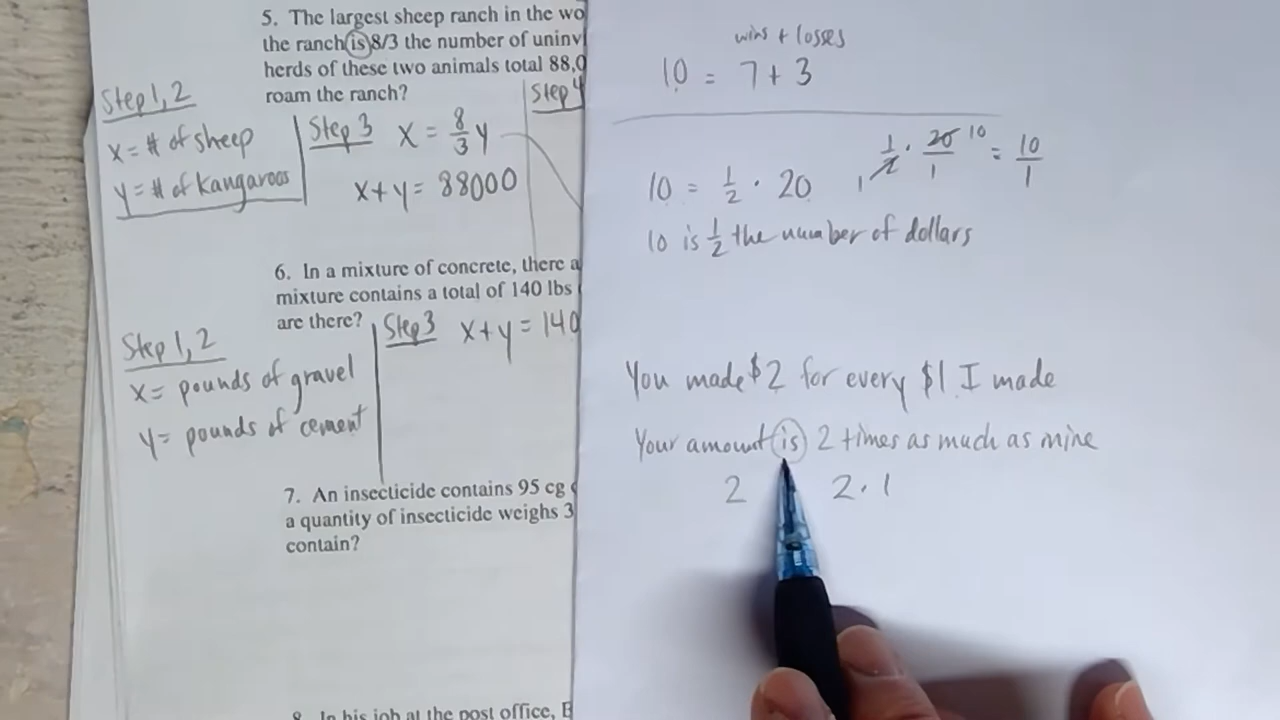 5. The largest sheep ranch in the wo
the ranch is 8/3 the number of uninv
herds of these two animals total 88,0
roam the ranch?
Step 1, 2
x = # of sheep
y = # of Kangaroos
Step 3 x = 8/3 y
x + y = 88000
Step 4
6. In a mixture of concrete, there a
mixture contains a total of 140 lbs
are there?
Step 1, 2
x = pounds of gravel
y = pounds of cement
Step 3 x + y = 140
7. An insecticide contains 95 cg
a quantity of insecticide weighs 3
contain?
8. In his job at the post office, E
wins + losses
10 = 7 + 3
10 = 1/2 · 20
1/2 · 20/1 = 10/1
1 10
10 is 1/2 the number of dollars
You made $2 for every $1 I made
Your amount is 2 times as much as mine
2 2 · 1